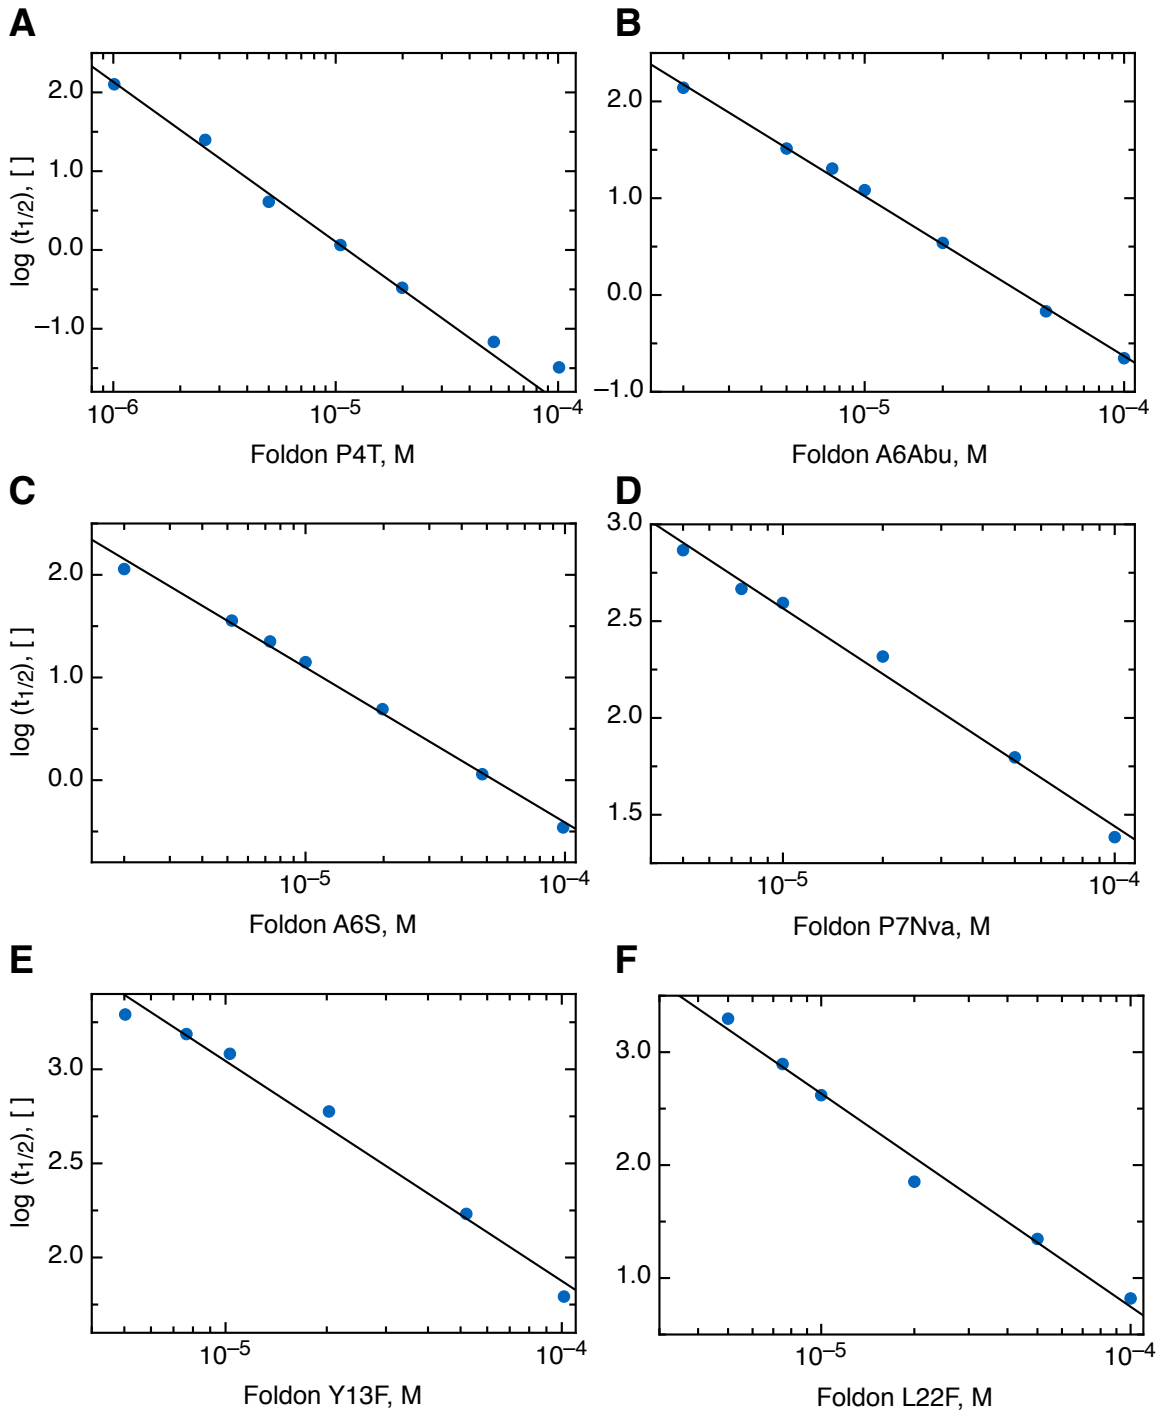 A
2.0
1.0
0.0
−1.0
log (t1/2), [ ]
10−6
10−5
10−4
Foldon P4T, M
B
2.0
1.0
0.0
−1.0
10−5
10−4
Foldon A6Abu, M
C
2.0
1.0
0.0
log (t1/2), [ ]
10−5
10−4
Foldon A6S, M
D
3.0
2.5
2.0
1.5
10−5
10−4
Foldon P7Nva, M
E
3.0
2.5
2.0
log (t1/2), [ ]
10−5
10−4
Foldon Y13F, M
F
3.0
2.0
1.0
10−5
10−4
Foldon L22F, M